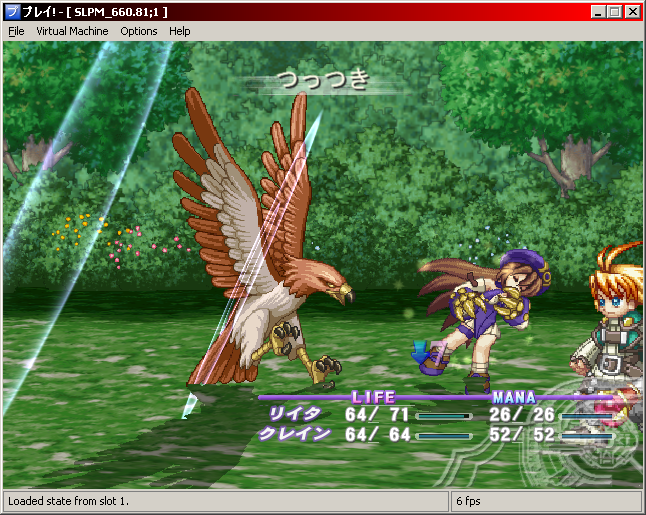 プレイ! - [ SLPM_660.81;1 ]
File Virtual Machine Options Help
つっつき
LIFE MANA
リイタ 64/ 71 26/ 26
クレイン 64/ 64 52/ 52
Loaded state from slot 1. 6 fps